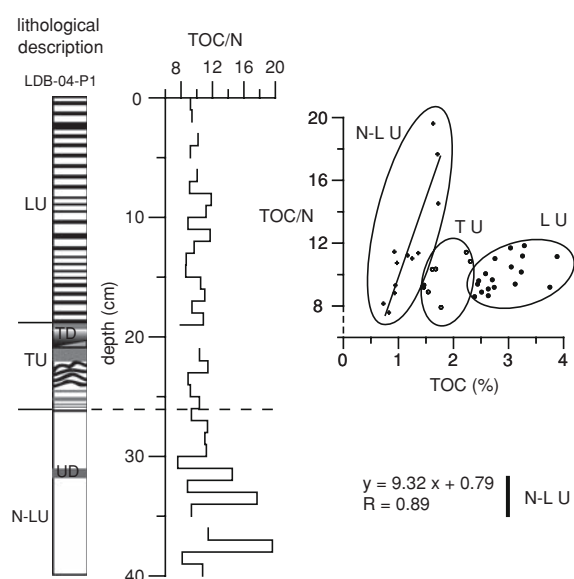 lithological
description
LDB-04-P1
LU
TD
TU
UD
N-LU
TOC/N
8 12 16 20
0
10
20
30
40
depth (cm)
20
16
12
8
TOC/N
N-L U
T U
L U
0 1 2 3 4
TOC (%)
y = 9.32 x + 0.79
R = 0.89
N-L U